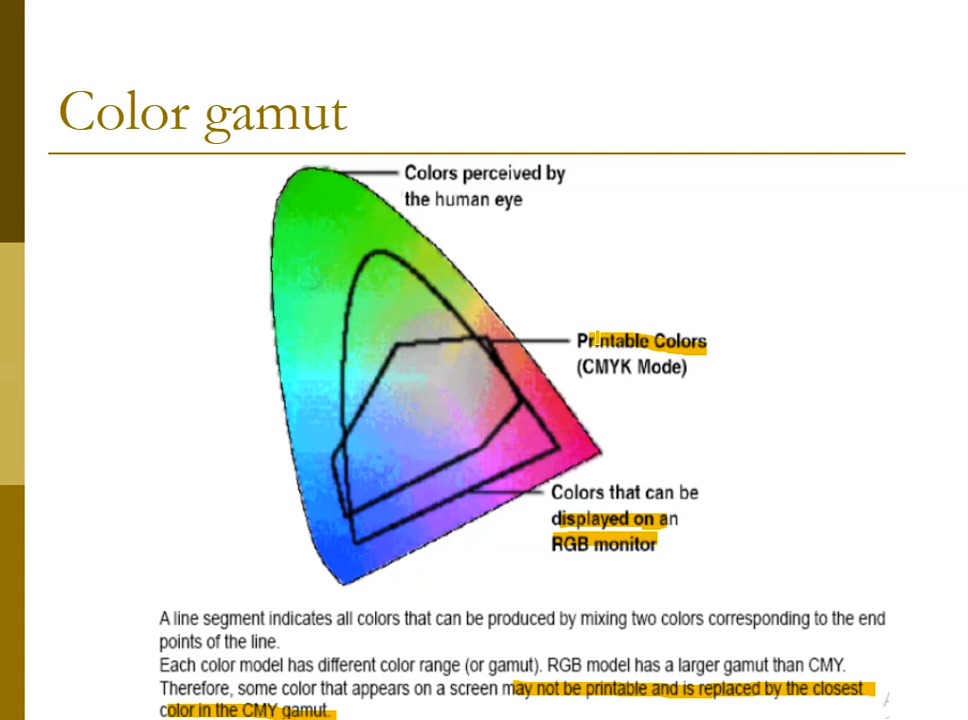 Color gamut
Colors perceived by
the human eye
Printable Colors
(CMYK Mode)
Colors that can be
displayed on an
RGB monitor
A line segment indicates all colors that can be produced by mixing two colors corresponding to the end
points of the line.
Each color model has different color range (or gamut). RGB model has a larger gamut than CMY.
Therefore, some color that appears on a screen may not be printable and is replaced by the closest
color in the CMY gamut.